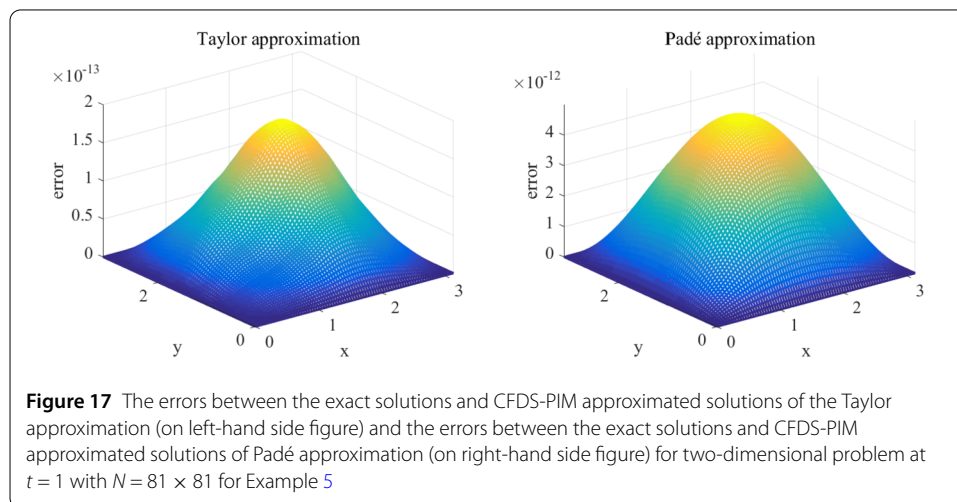 Taylor approximation
×10⁻¹³
2
1.5
1
0.5
0
error
2
0
y
0
1
2
3
x
Padé approximation
×10⁻¹²
4
3
2
1
0
error
2
0
y
0
1
2
3
x
Figure 17 The errors between the exact solutions and CFDS-PIM approximated solutions of the Taylor
approximation (on left-hand side figure) and the errors between the exact solutions and CFDS-PIM
approximated solutions of Padé approximation (on right-hand side figure) for two-dimensional problem at
t = 1 with N = 81 × 81 for Example 5